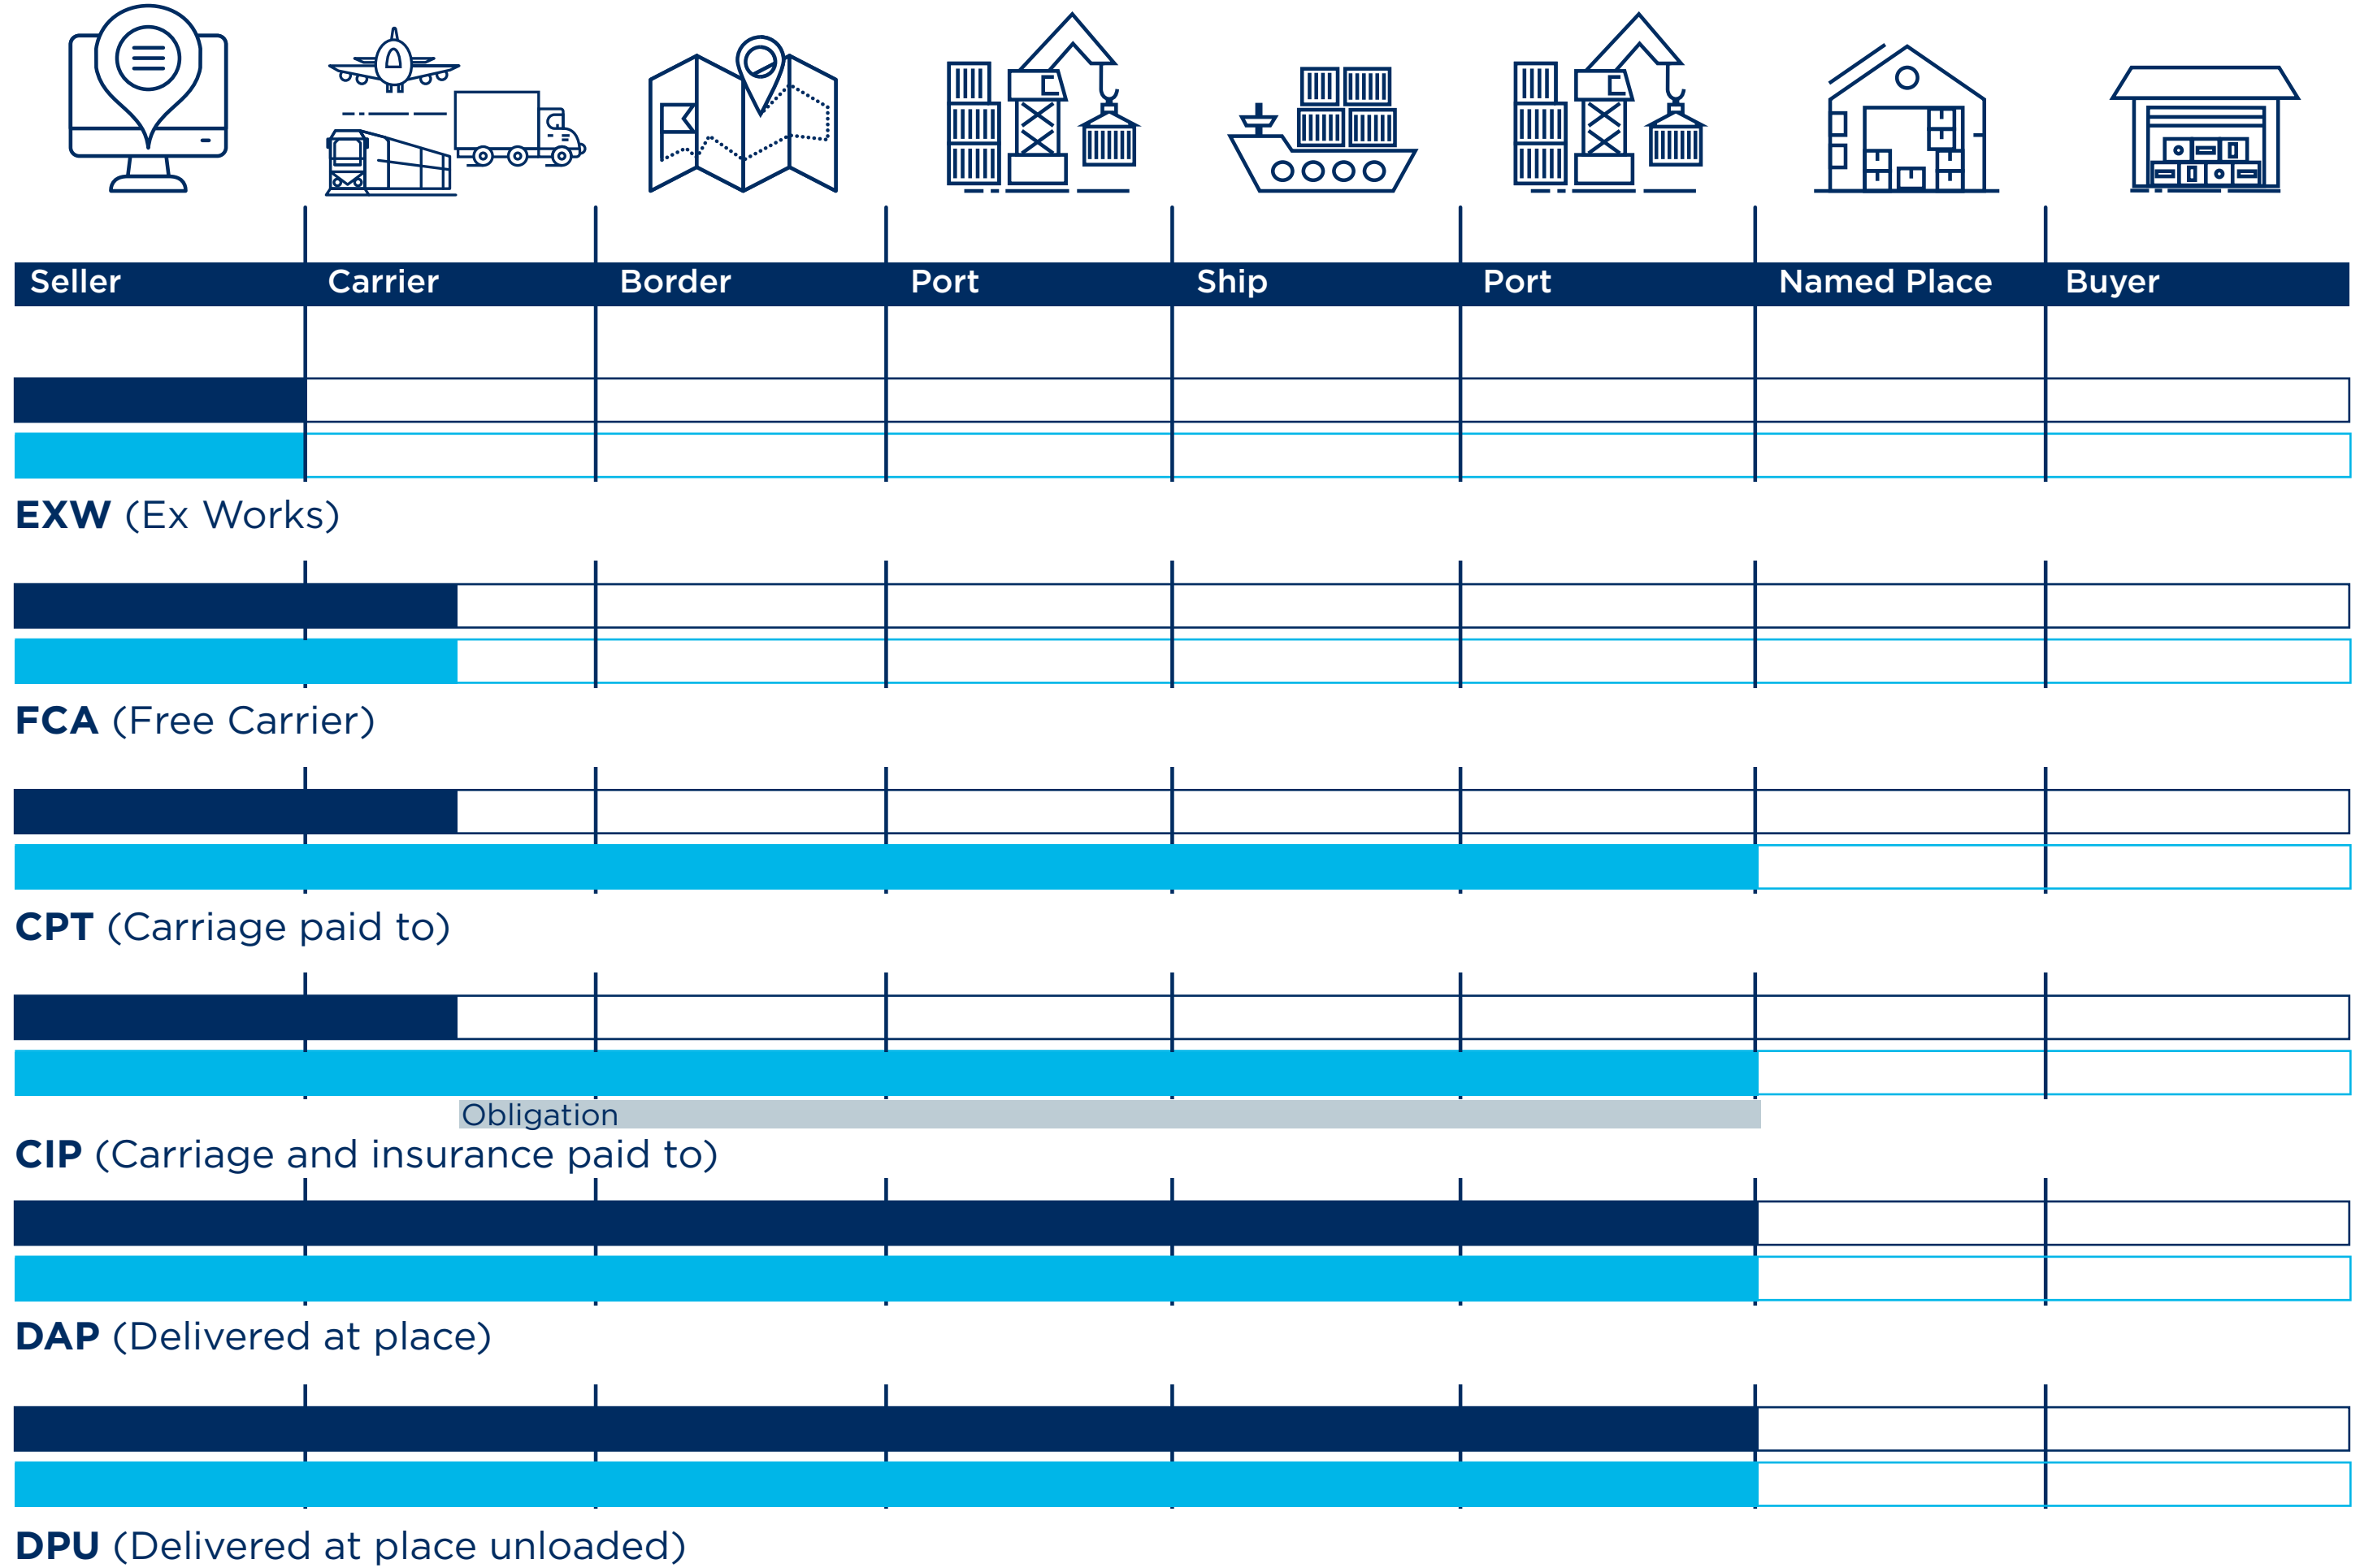 Seller Carrier Border Port Ship Port Named Place Buyer
EXW (Ex Works)
FCA (Free Carrier)
CPT (Carriage paid to)
Obligation
CIP (Carriage and insurance paid to)
DAP (Delivered at place)
DPU (Delivered at place unloaded)